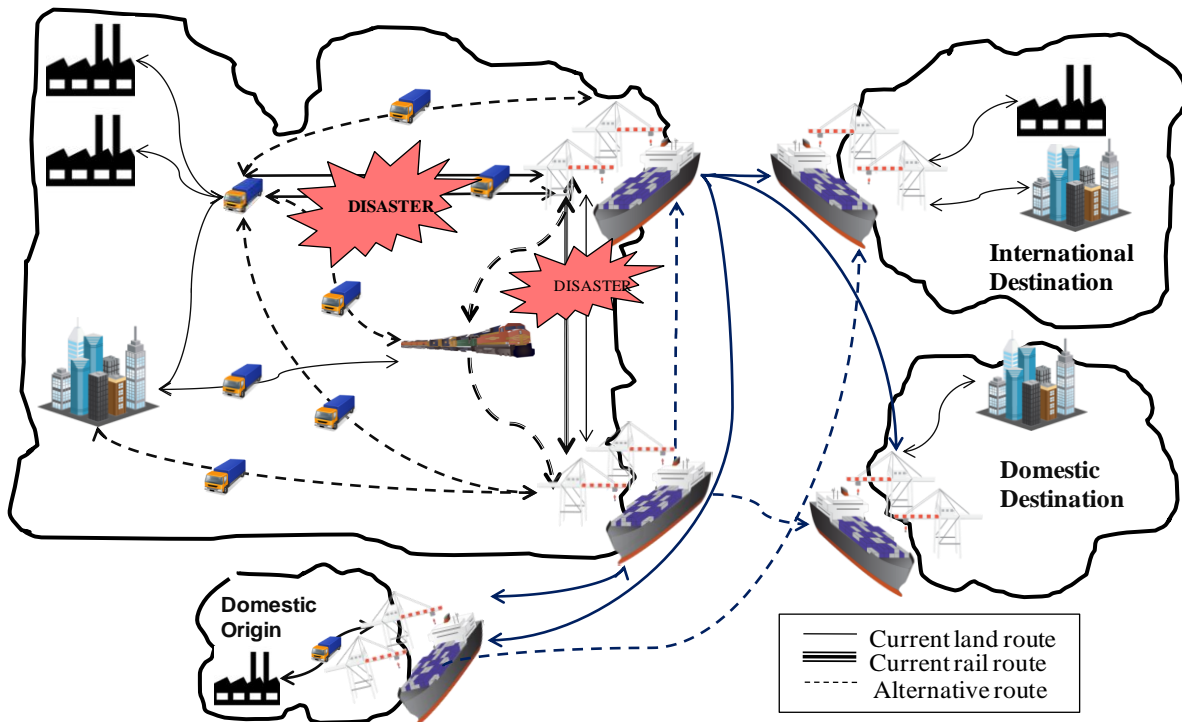 DISASTER
DISASTER
International
Destination
Domestic
Destination
Domestic
Origin
Current land route
Current rail route
Alternative route